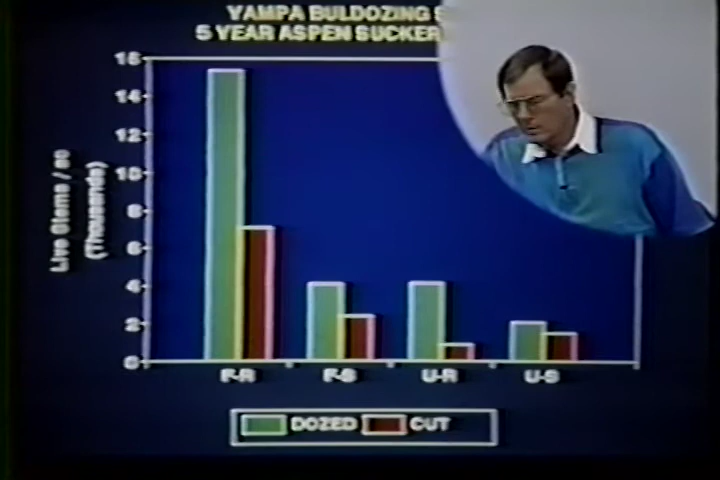 YAMPA BULDOZING S
5 YEAR ASPEN SUCKER
16
14
12
10
8
6
4
2
0
Live Stems / ac
(Thousands)
F-R F-S U-R U-S
DOZED CUT